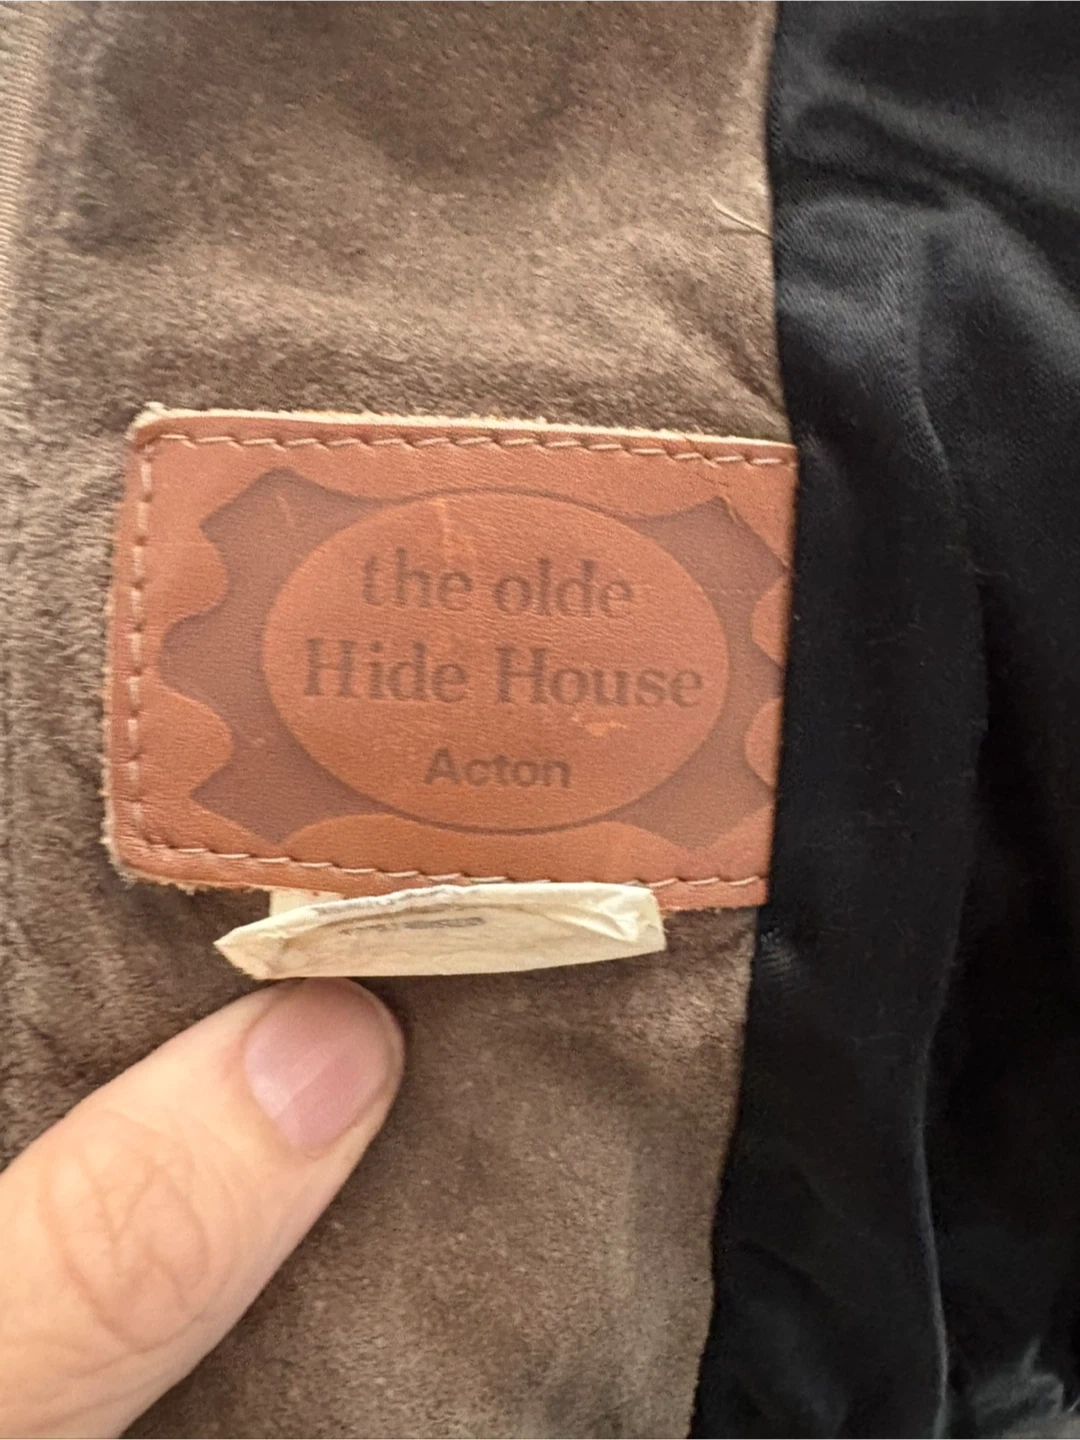 the olde
Hide House
Acton